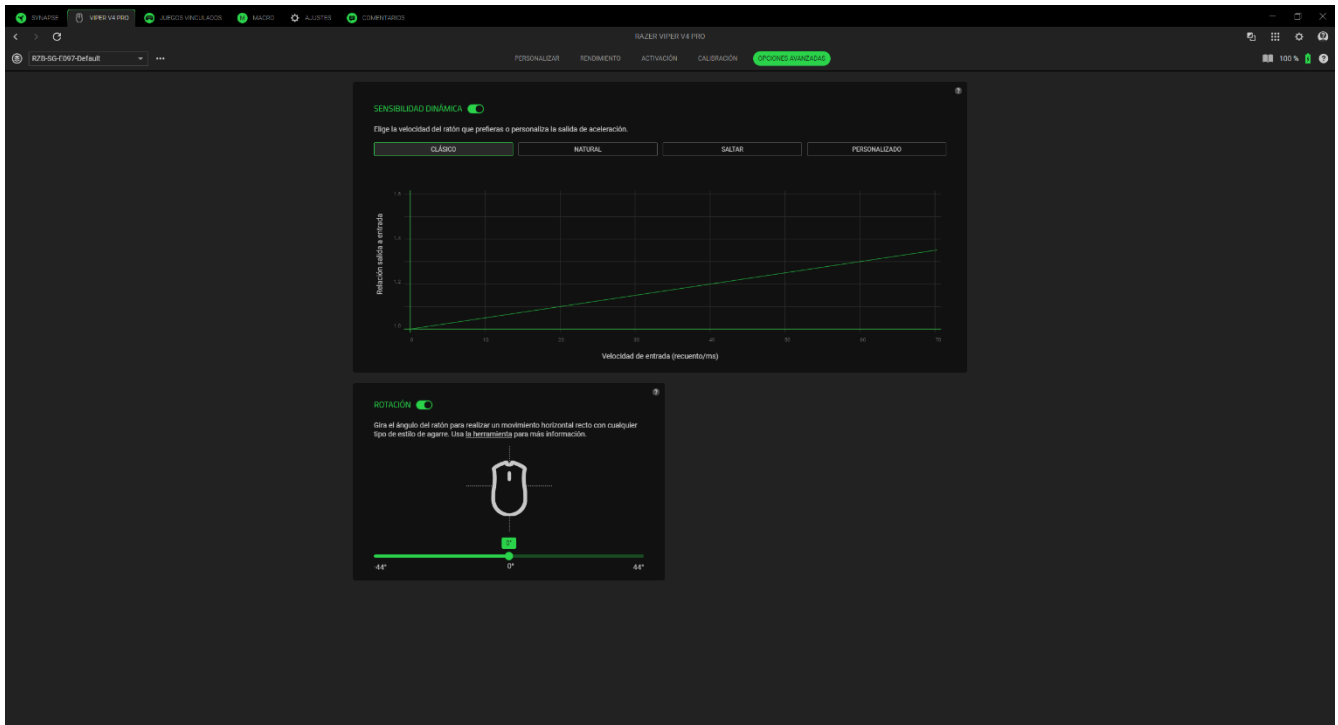 SYNAPSE
VIPER V4 PRO
JUEGOS VINCULADOS
MACRO
AJUSTES
COMENTARIOS
RAZER VIPER V4 PRO
RZB-SG-E097-Default
PERSONALIZAR
RENDIMIENTO
ACTIVACIÓN
CALIBRACIÓN
OPCIONES AVANZADAS
100 %
SENSIBILIDAD DINÁMICA
Elige la velocidad del ratón que prefieras o personaliza la salida de aceleración.
CLÁSICO
NATURAL
SALTAR
PERSONALIZADO
Relación salida a entrada
1.6
1.4
1.2
1.0
0 10 20 30 40 50 60 70
Velocidad de entrada (recuento/ms)
ROTACIÓN
Gira el ángulo del ratón para realizar un movimiento horizontal recto con cualquier
tipo de estilo de agarre. Usa la herramienta para más información.
0°
-44° 0° 44°